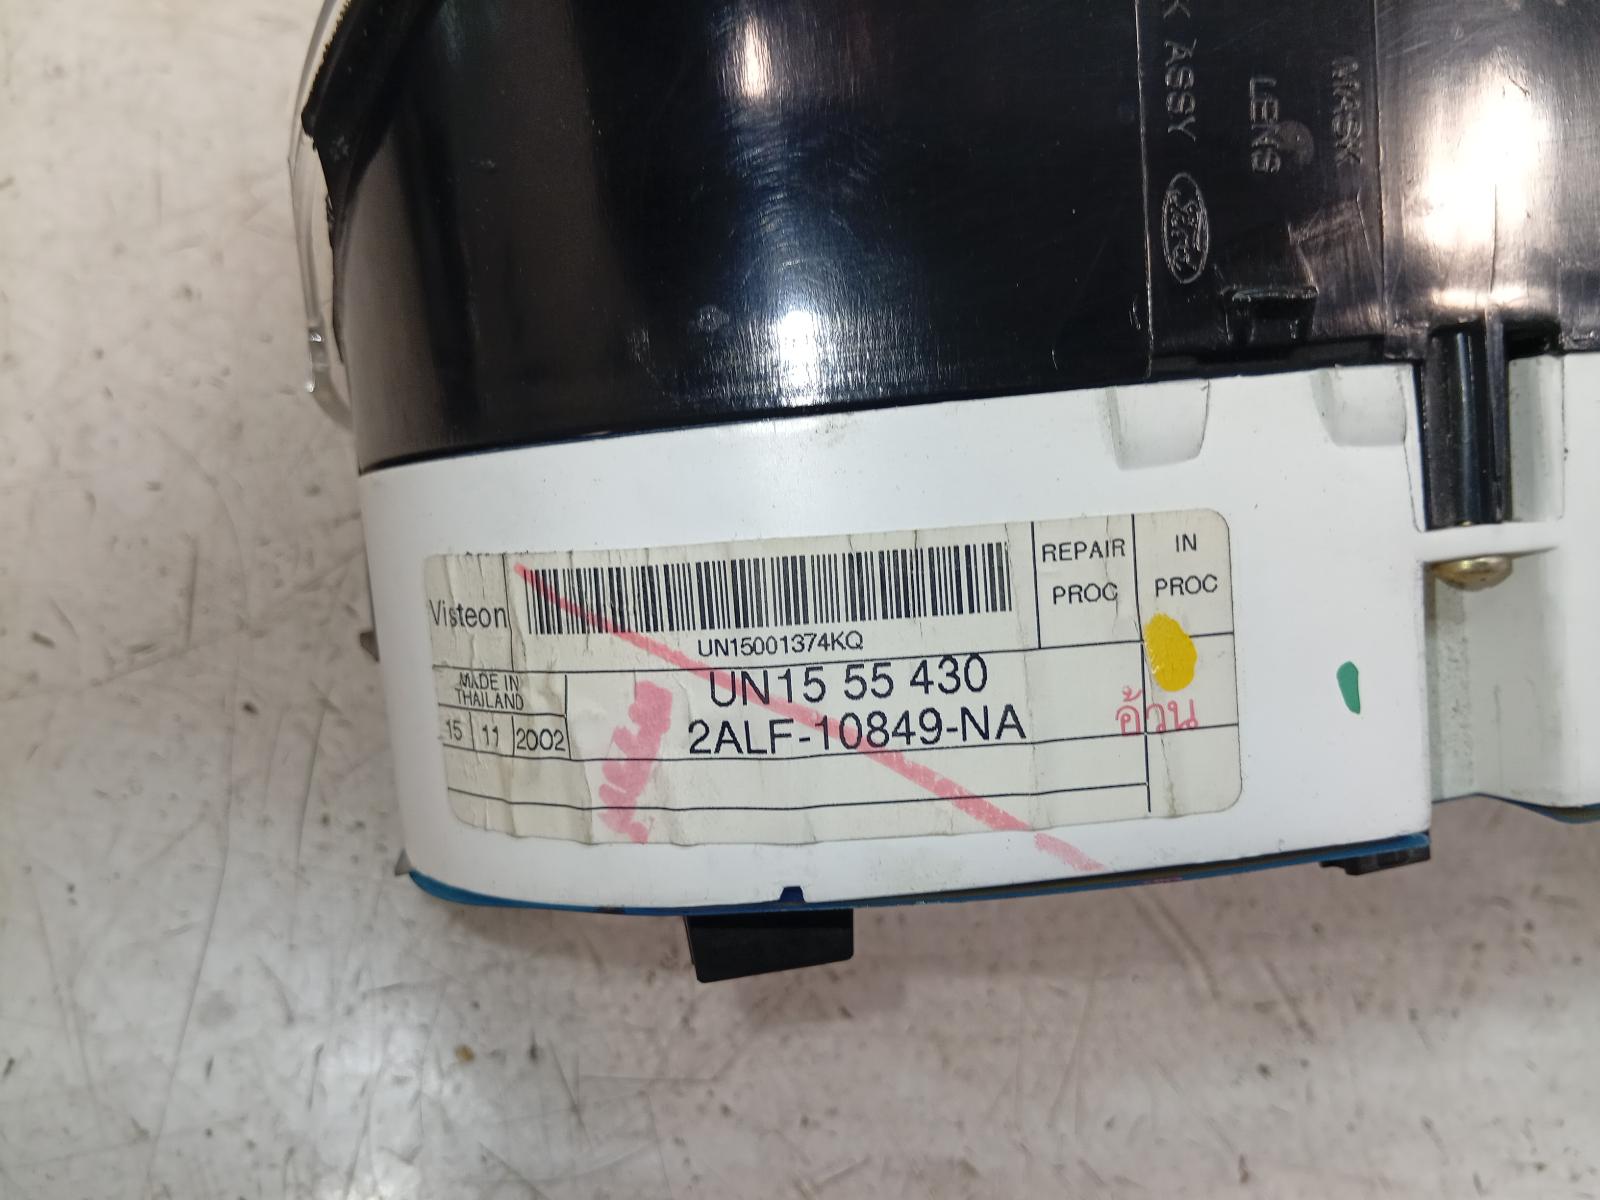 K ASSY Ford
LENS
MASK
Visteon
UN15001374KQ
REPAIR
PROC
IN
PROC
MADE IN
THAILAND
15 11 2002
UN15 55 430
2ALF-10849-NA
อ้วน